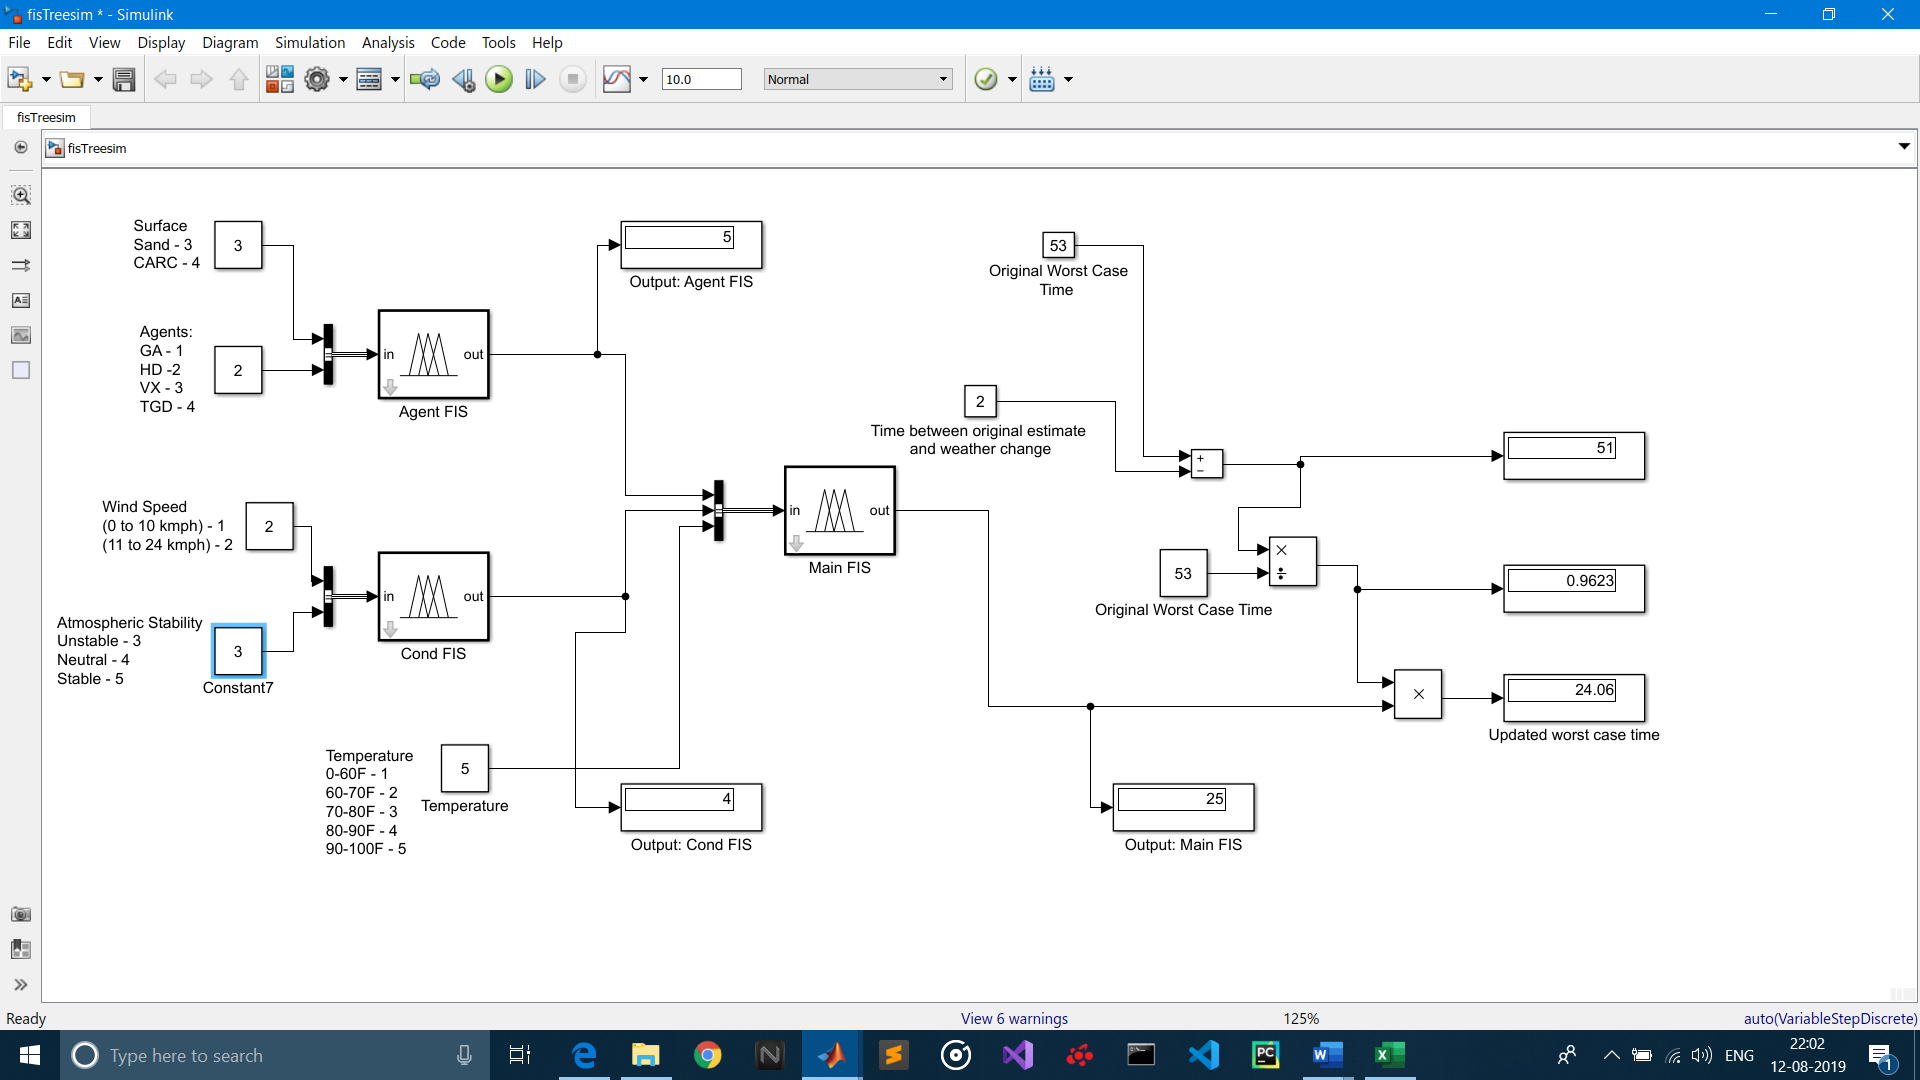 fisTreesim * - Simulink
File Edit View Display Diagram Simulation Analysis Code Tools Help
10.0
Normal
fisTreesim
fisTreesim
Surface
Sand - 3
CARC - 4
3
Agents:
GA - 1
HD -2
VX - 3
TGD - 4
2
in
out
Agent FIS
5
Output: Agent FIS
Wind Speed
(0 to 10 kmph) - 1
(11 to 24 kmph) - 2
2
Atmospheric Stability
Unstable - 3
Neutral - 4
Stable - 5
3
Constant7
in
out
Cond FIS
Temperature
0-60F - 1
60-70F - 2
70-80F - 3
80-90F - 4
90-100F - 5
5
Temperature
4
Output: Cond FIS
in
out
Main FIS
53
Original Worst Case
Time
2
Time between original estimate
and weather change
+
−
51
53
Original Worst Case Time
×
÷
0.9623
×
24.06
Updated worst case time
25
Output: Main FIS
Ready
View 6 warnings
125%
auto(VariableStepDiscrete)
Type here to search
ENG
22:02
12-08-2019
1